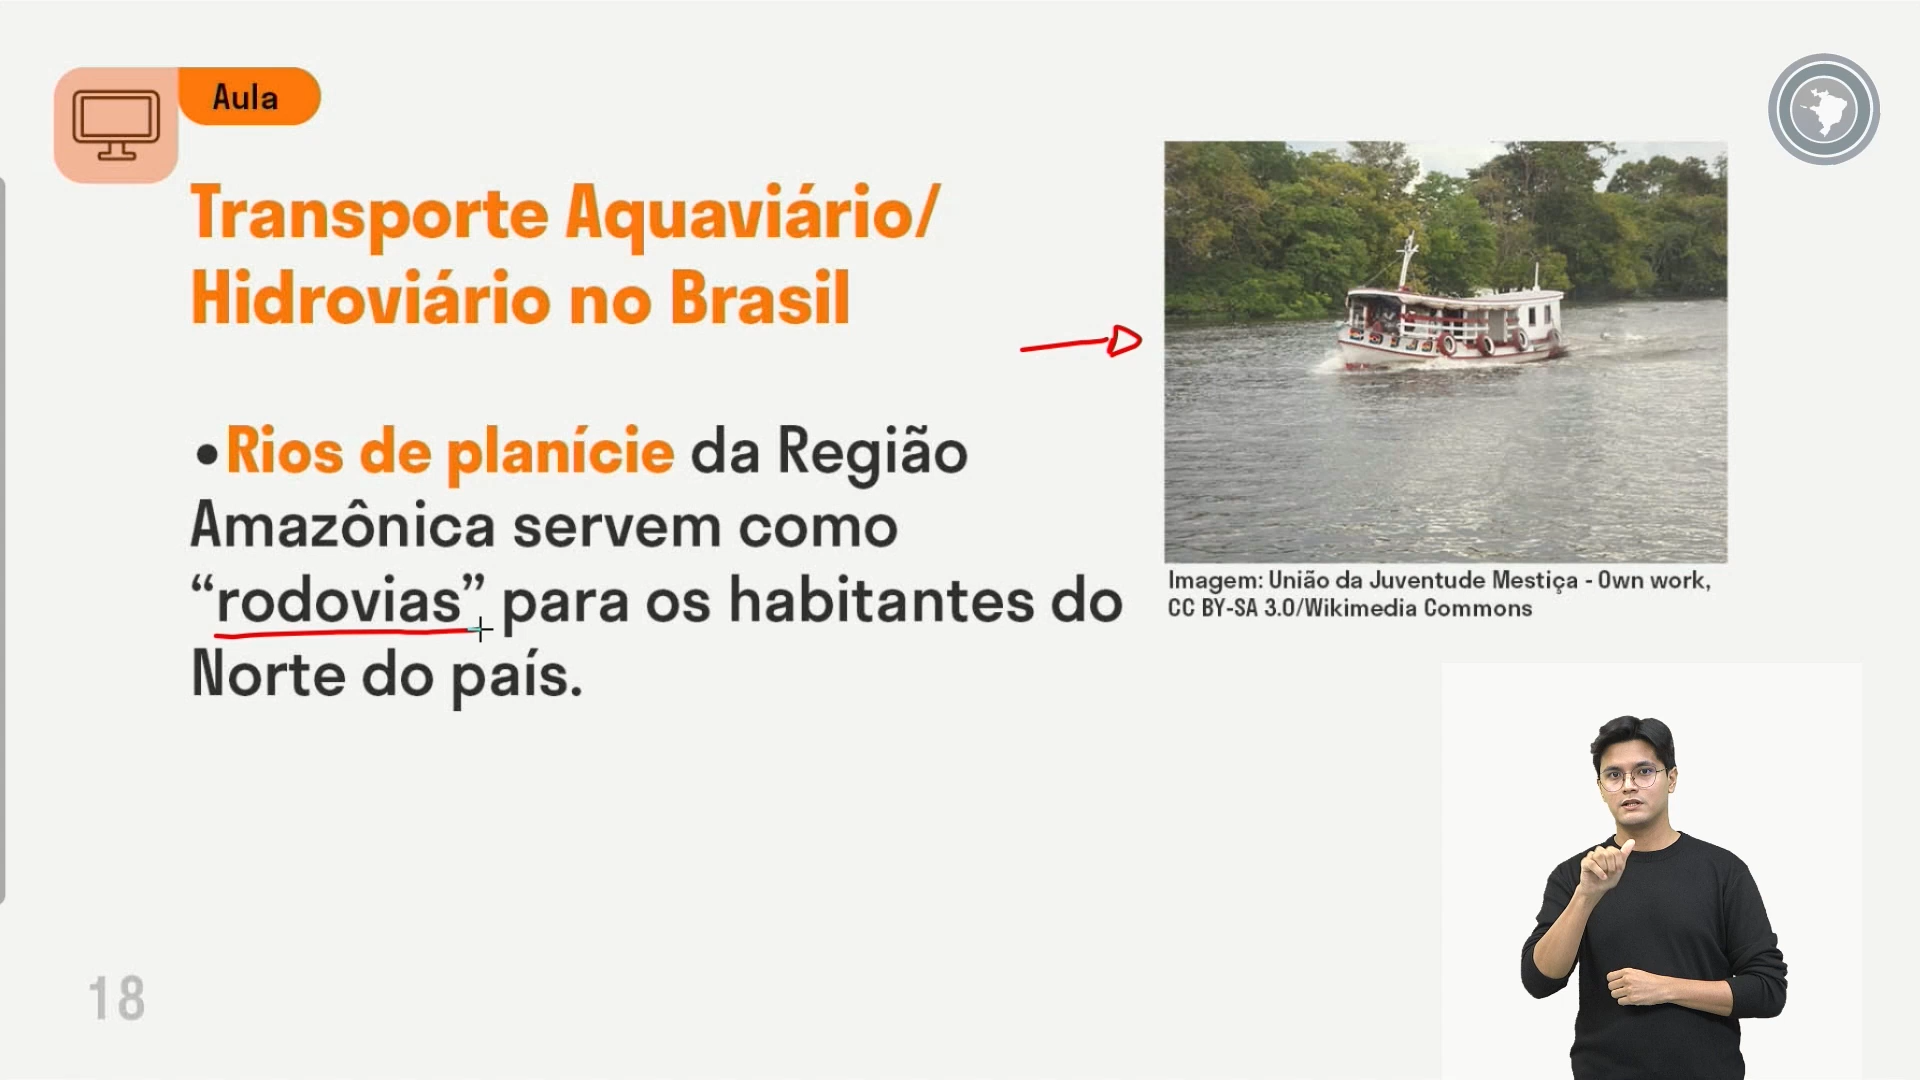 Aula
Transporte Aquaviário/
Hidroviário no Brasil
•Rios de planície da Região
Amazônica servem como
“rodovias” para os habitantes do
Norte do país.
Imagem: União da Juventude Mestiça - Own work,
CC BY-SA 3.0/Wikimedia Commons
18